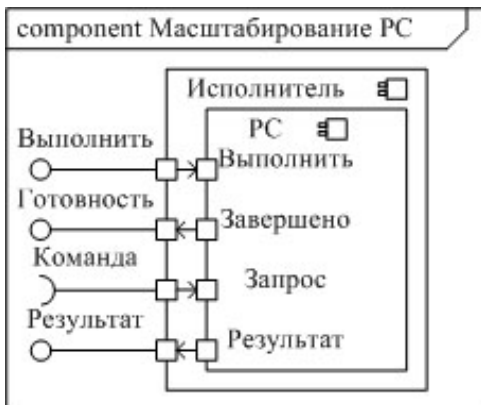 component Масштабирование РС
Исполнитель
РС
Выполнить
Выполнить
Готовность
Завершено
Команда
Запрос
Результат
Результат